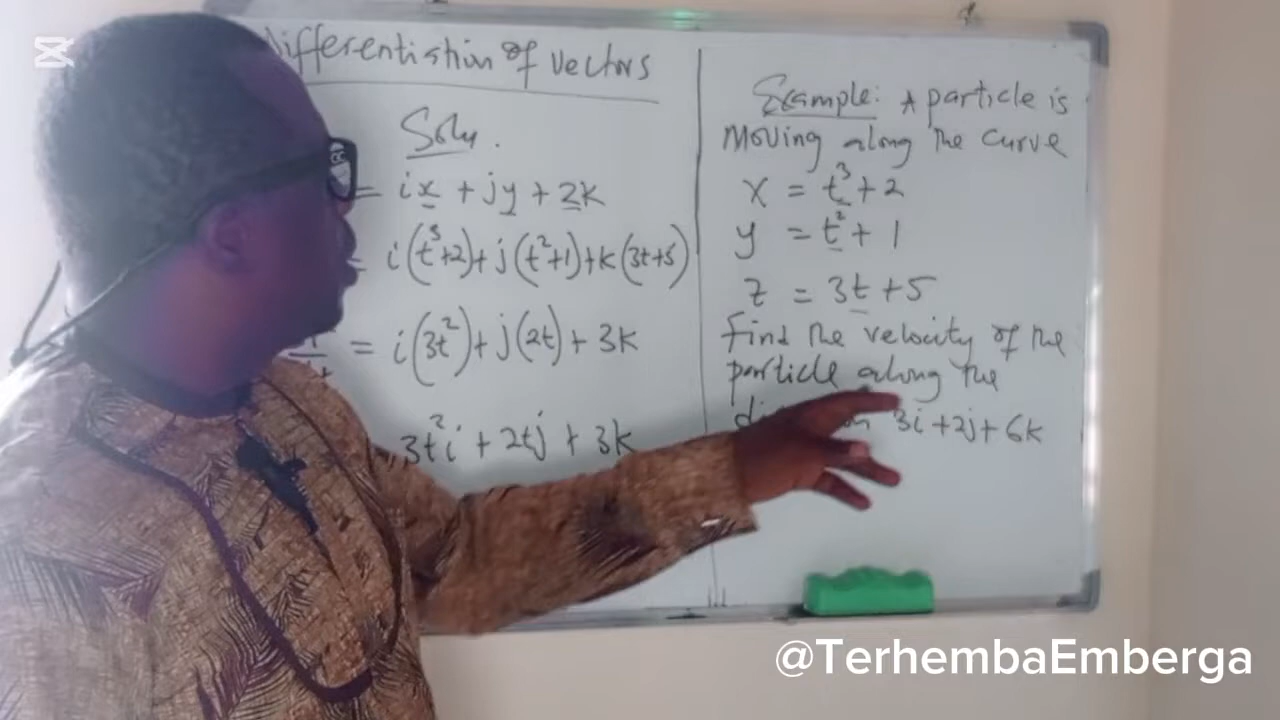 Differentiation of vectors
Soln.
= ix + jy + zk
= i(t³+2)+j(t²+1)+k(3t+5)
= i(3t²)+j(2t)+3k
3t²i + 2tj + 3k
Example: A particle is
moving along the curve
x = t³+2
y = t²+1
z = 3t+5
Find the velocity of the
particle along the
3i+2j+6k
@TerhembaEmberga